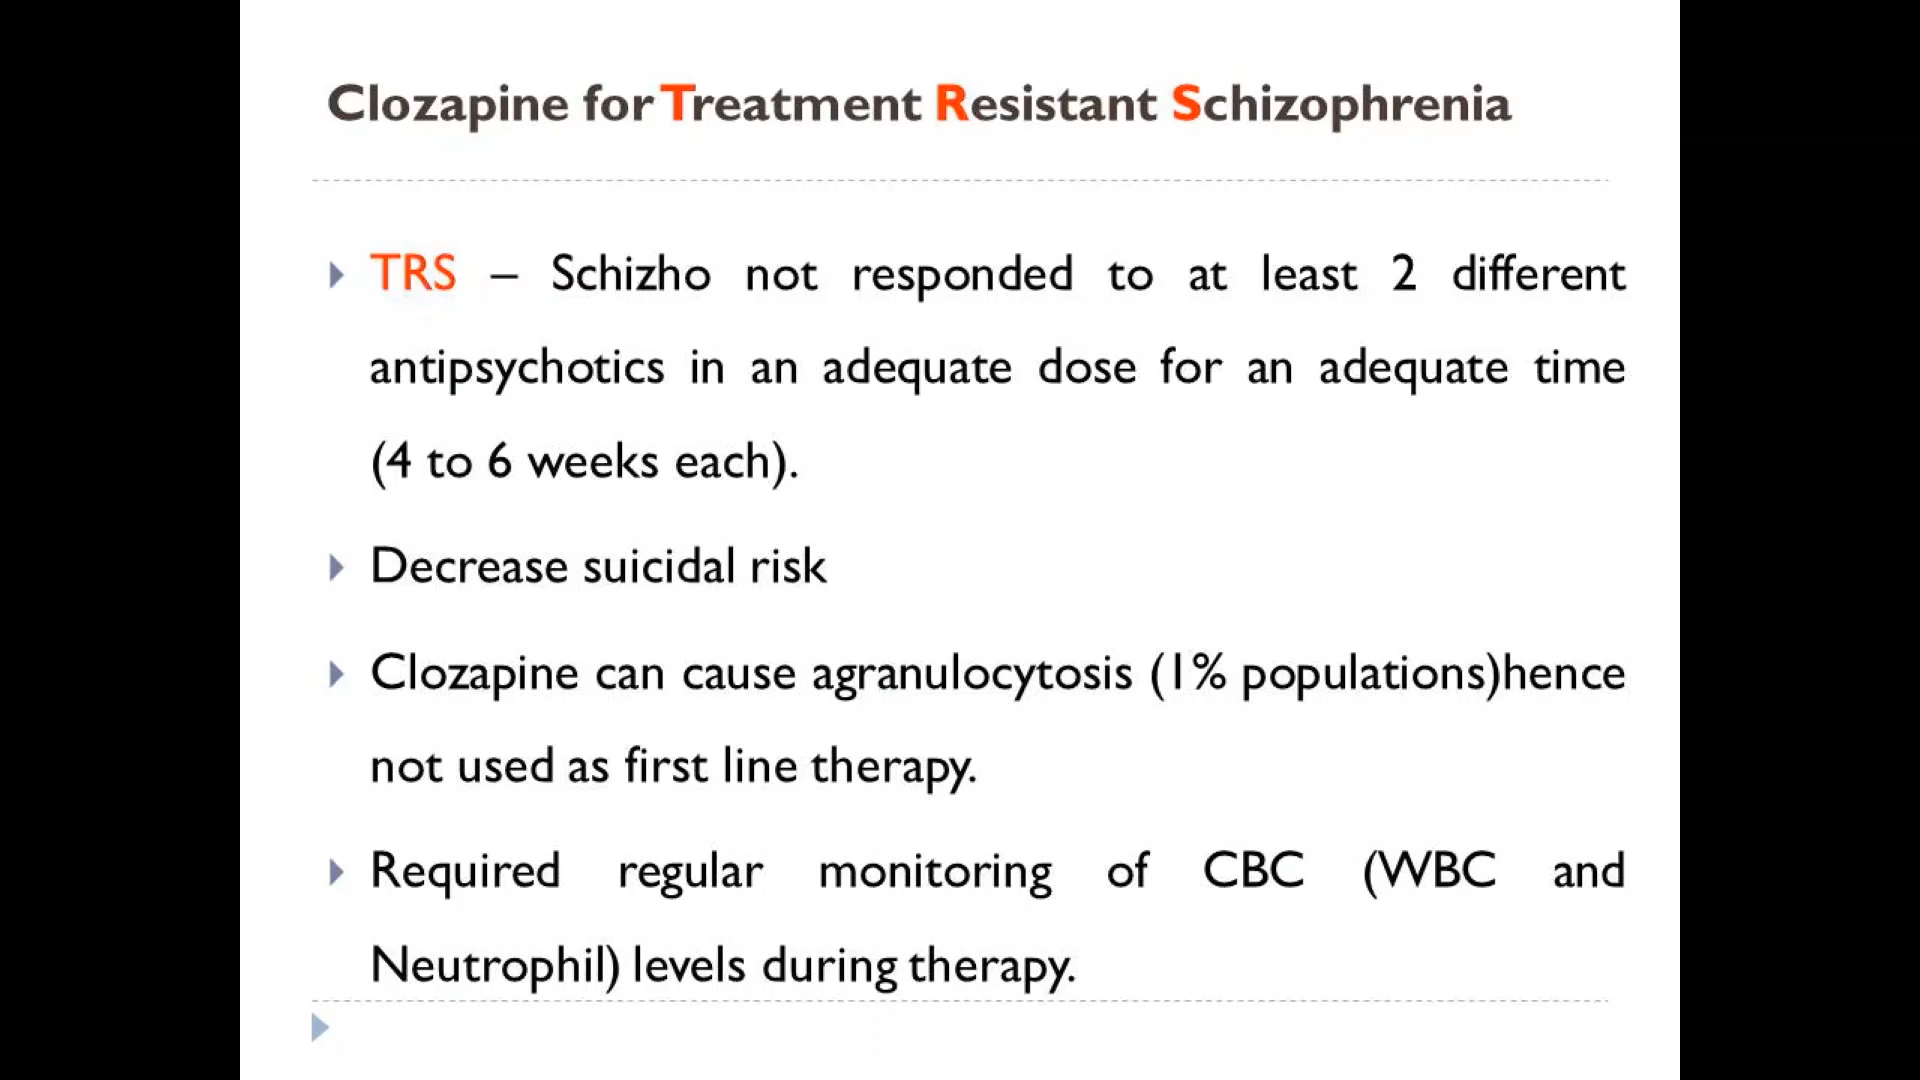 Clozapine for Treatment Resistant Schizophrenia
TRS – Schizho not responded to at least 2 different
antipsychotics in an adequate dose for an adequate time
(4 to 6 weeks each).
Decrease suicidal risk
Clozapine can cause agranulocytosis (1% populations)hence
not used as first line therapy.
Required regular monitoring of CBC (WBC and
Neutrophil) levels during therapy.